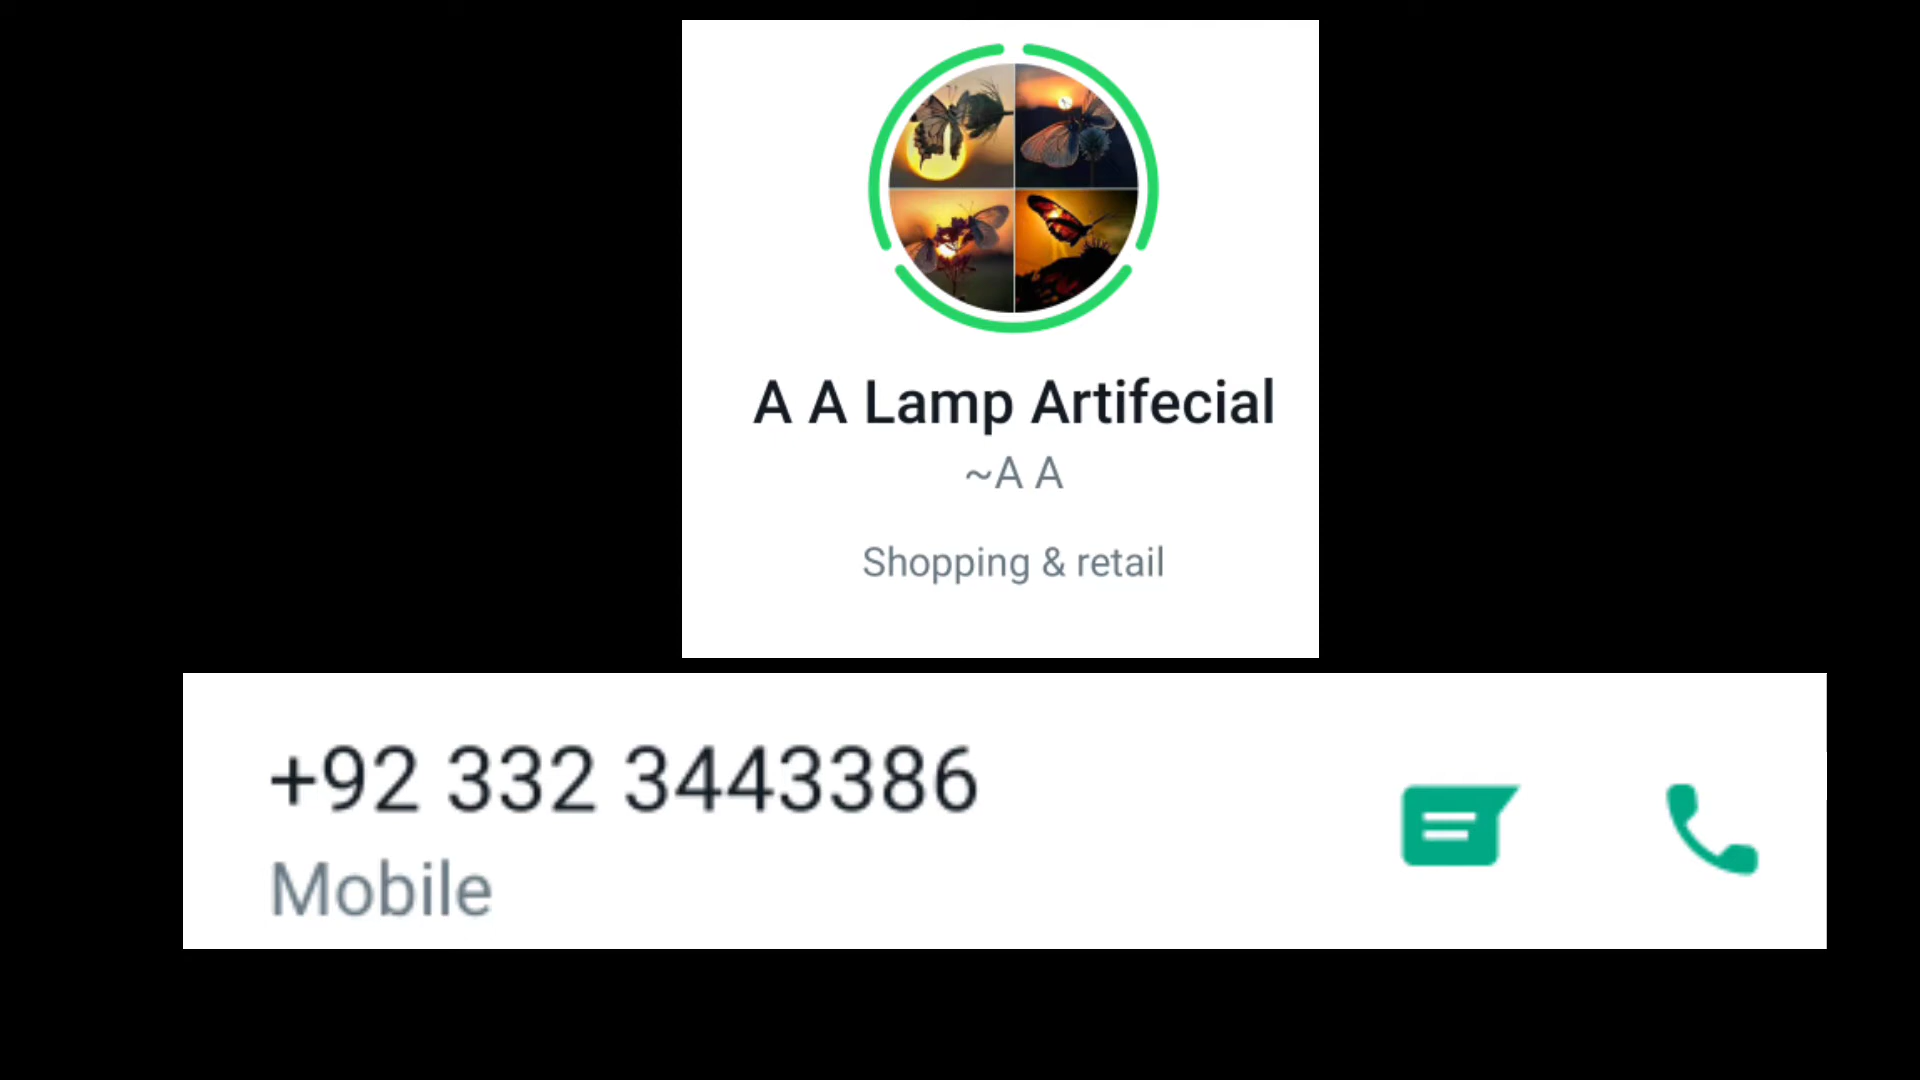 A A Lamp Artifecial
~A A
Shopping & retail
+92 332 3443386
Mobile